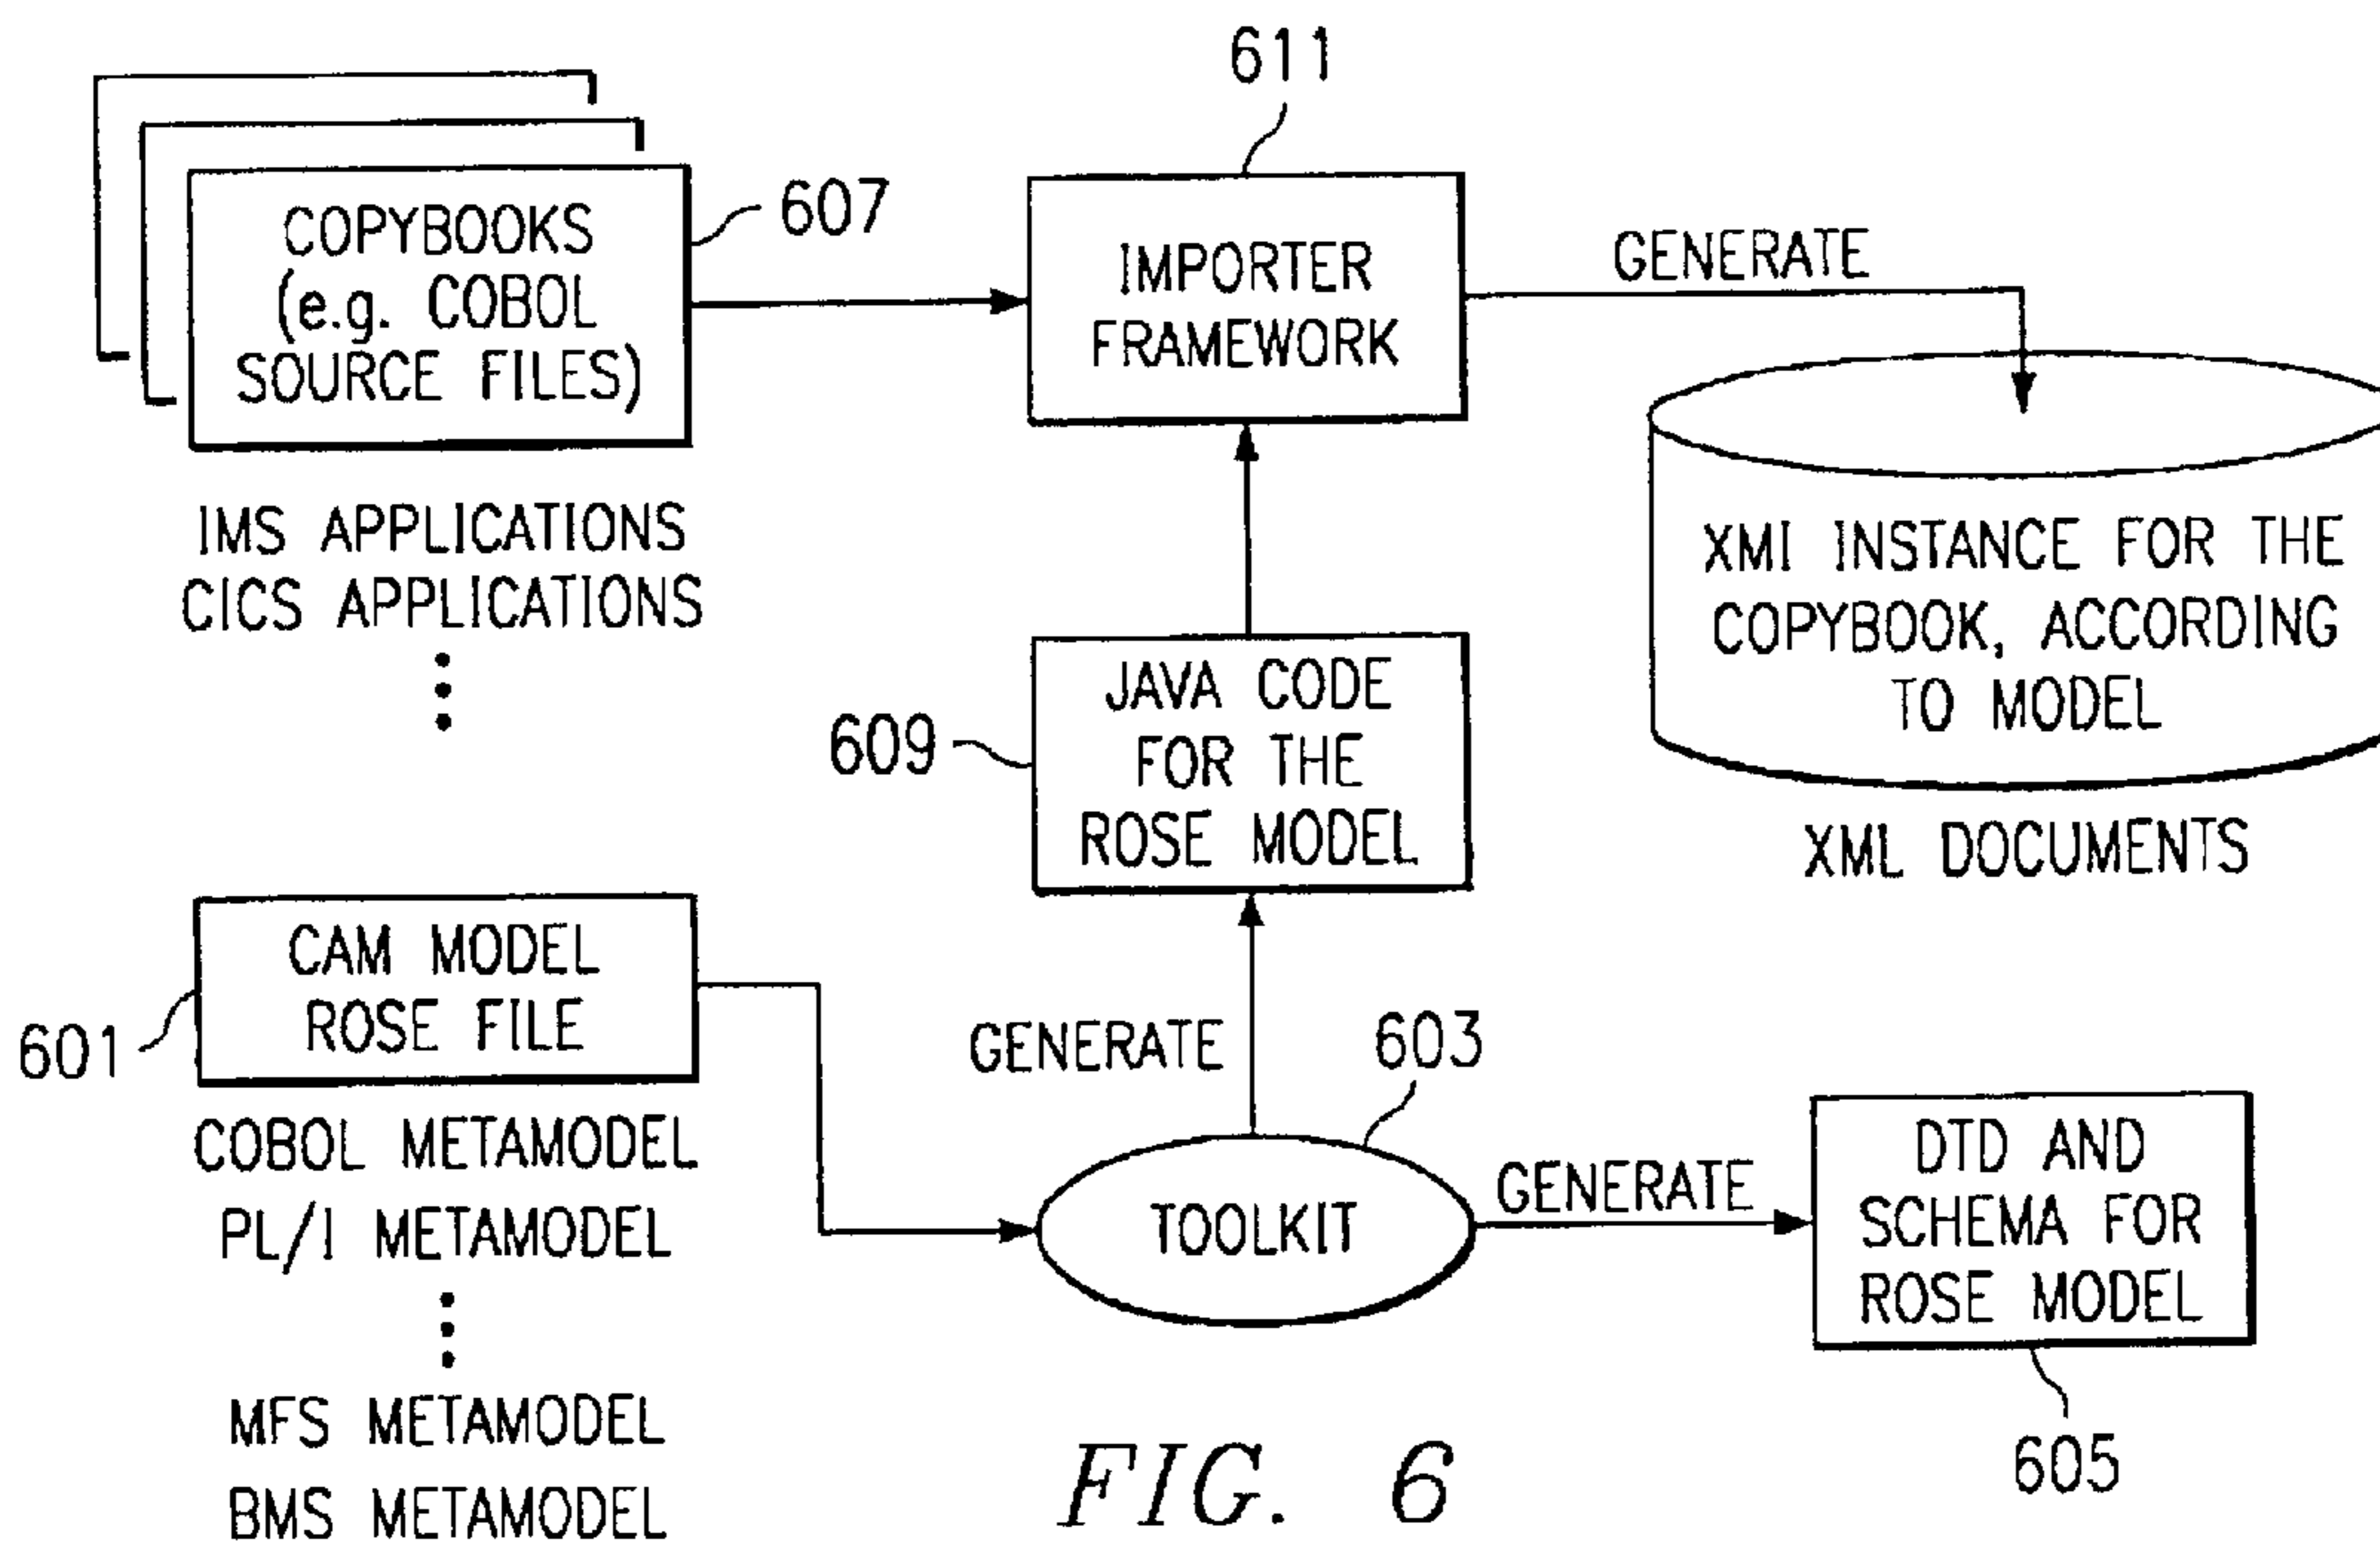 611
COPYBOOKS
(e.g. COBOL
SOURCE FILES)
607
IMPORTER
FRAMEWORK
GENERATE
IMS APPLICATIONS
CICS APPLICATIONS
XMI INSTANCE FOR THE
COPYBOOK, ACCORDING
TO MODEL
XML DOCUMENTS
609
JAVA CODE
FOR THE
ROSE MODEL
CAM MODEL
ROSE FILE
601
GENERATE
603
COBOL METAMODEL
PL/I METAMODEL
MFS METAMODEL
BMS METAMODEL
TOOLKIT
GENERATE
DTD AND
SCHEMA FOR
ROSE MODEL
605
FIG. 6